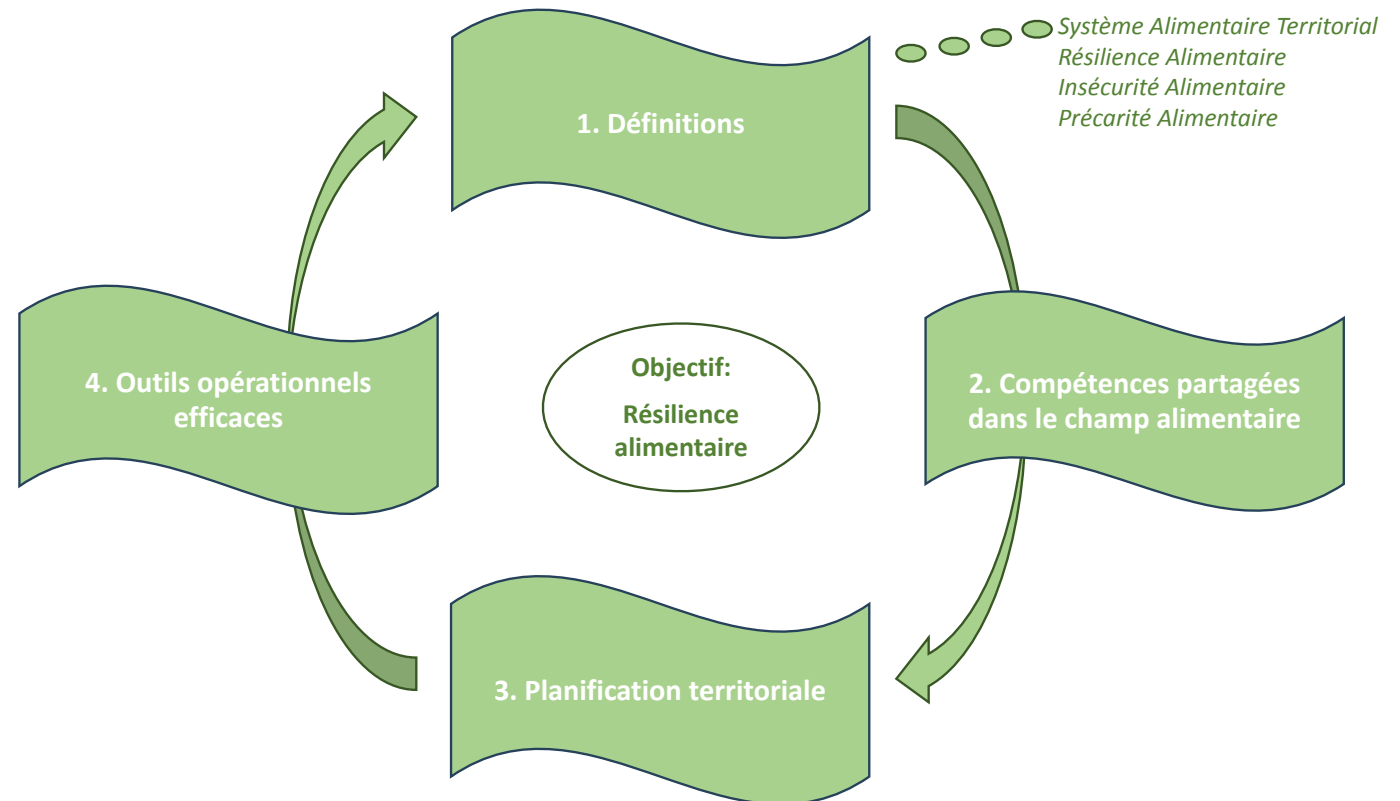 Système Alimentaire Territorial
Résilience Alimentaire
Insécurité Alimentaire
Précarité Alimentaire
1. Définitions
4. Outils opérationnels
efficaces
Objectif:
Résilience
alimentaire
2. Compétences partagées
dans le champ alimentaire
3. Planification territoriale